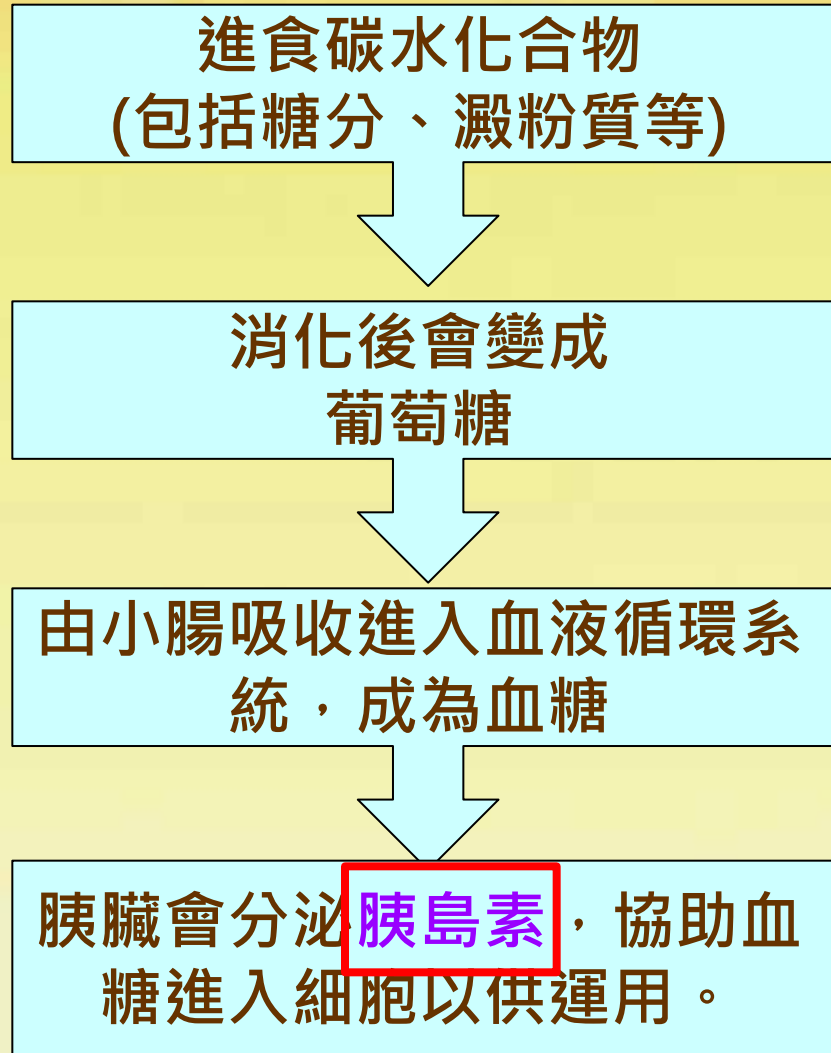 進食碳水化合物
(包括糖分、澱粉質等)
消化後會變成
葡萄糖
由小腸吸收進入血液循環系
統，成為血糖
胰臟會分泌胰島素，協助血
糖進入細胞以供運用。